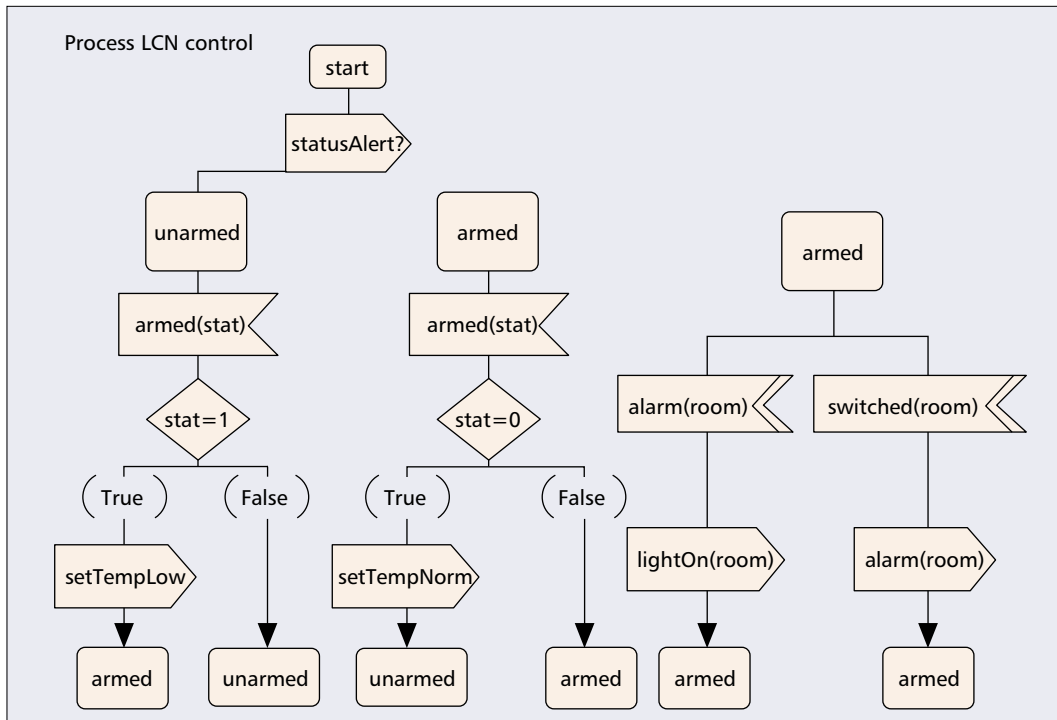 Process LCN control
start
statusAlert?
unarmed
armed
armed
armed(stat)
armed(stat)
alarm(room)
switched(room)
stat=1
stat=0
(True)
(False)
(True)
(False)
setTempLow
setTempNorm
lightOn(room)
alarm(room)
armed
unarmed
unarmed
armed
armed
armed